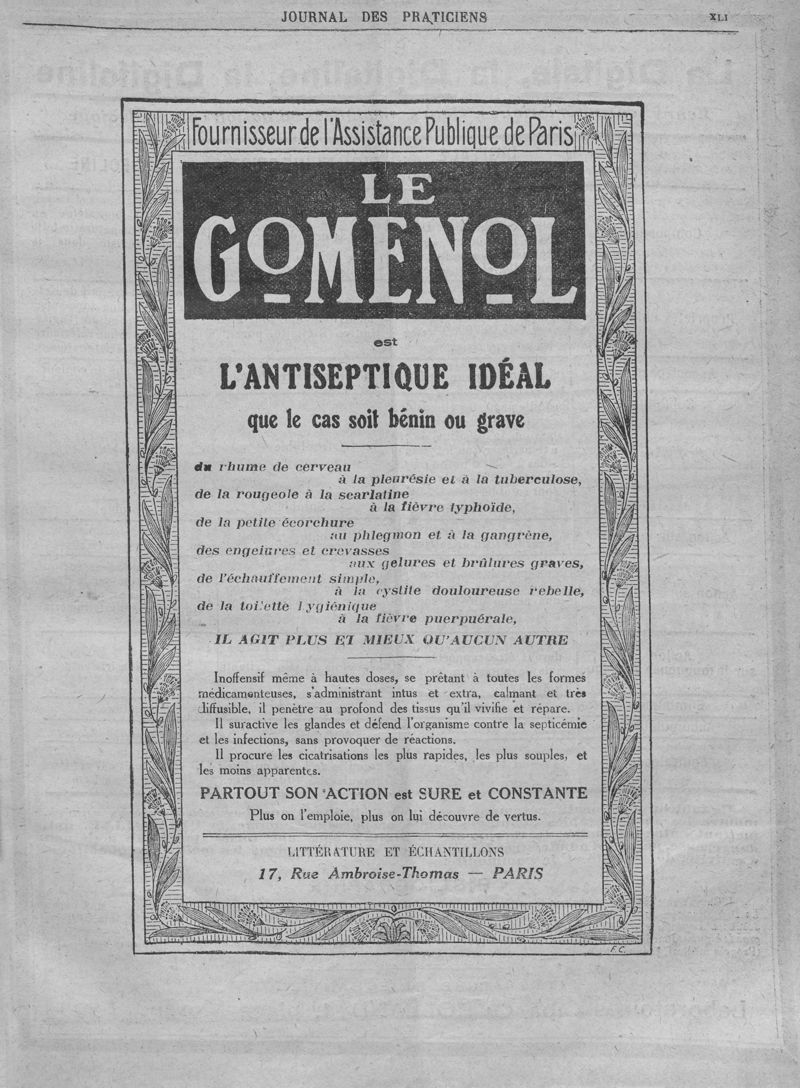 JOURNAL DES PRATICIENS
XLI
Fournisseur de l'Assistance Publique de Paris
LE
GOMENOL
est
L'ANTISEPTIQUE IDÉAL
que le cas soit bénin ou grave
du rhume de cerveau
à la pleurésie et à la tuberculose,
de la rougeole à la scarlatine
à la fièvre typhoïde,
de la petite écorchure
au phlegmon et à la gangrène,
des engelures et crevasses
aux gelures et brûlures graves,
de l'échauffement simple,
à la cystite douloureuse rebelle,
de la toilette hygiénique
à la fièvre puerpuérale,
IL AGIT PLUS ET MIEUX QU'AUCUN AUTRE
Inoffensif même à hautes doses, se prêtant à toutes les formes
médicamenteuses, s'administrant intus et extra, calmant et très
diffusible, il penètre au profond des tissus qu'il vivifie et répare.
Il suractive les glandes et défend l'organisme contre la septicémie
et les infections, sans provoquer de réactions.
Il procure les cicatrisations les plus rapides, les plus souples, et
les moins apparentes.
PARTOUT SON ACTION est SURE et CONSTANTE
Plus on l'emploie, plus on lui découvre de vertus.
LITTÉRATURE ET ÉCHANTILLONS
17, Rue Ambroise-Thomas — PARIS
F.C.